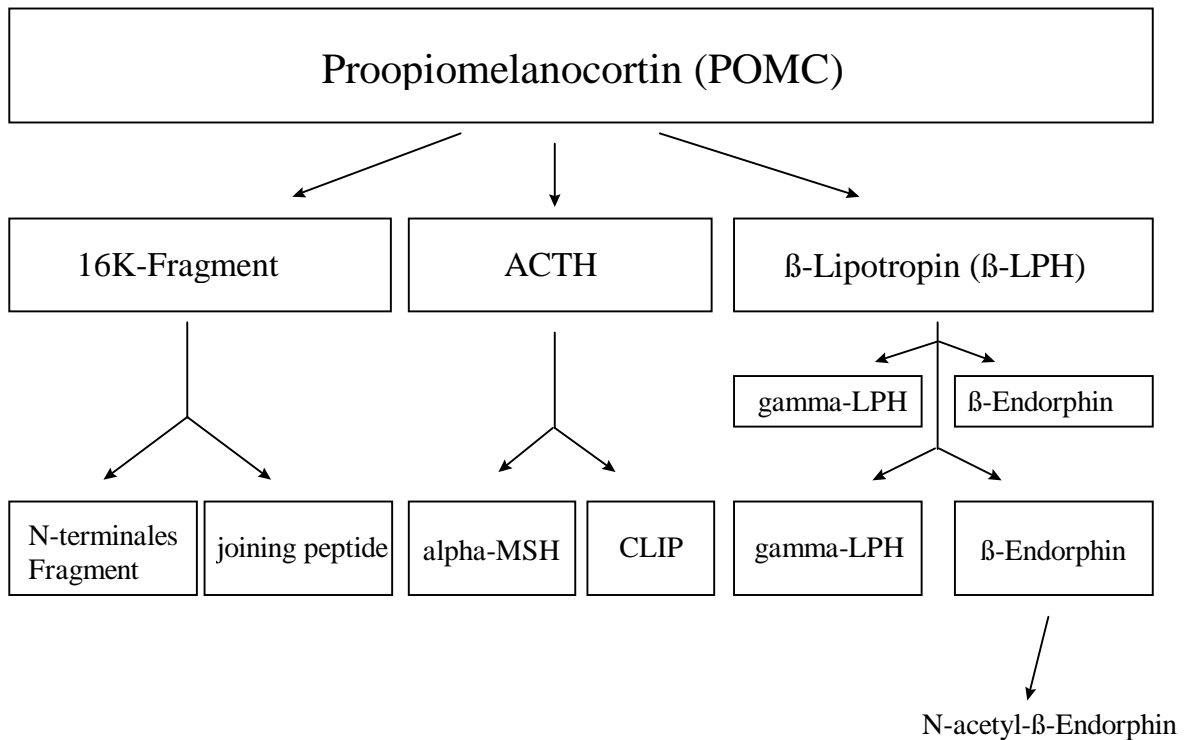 Proopiomelanocortin (POMC)
16K-Fragment
ACTH
ß-Lipotropin (ß-LPH)
gamma-LPH
ß-Endorphin
N-terminales
Fragment
joining peptide
alpha-MSH
CLIP
gamma-LPH
ß-Endorphin
N-acetyl-ß-Endorphin